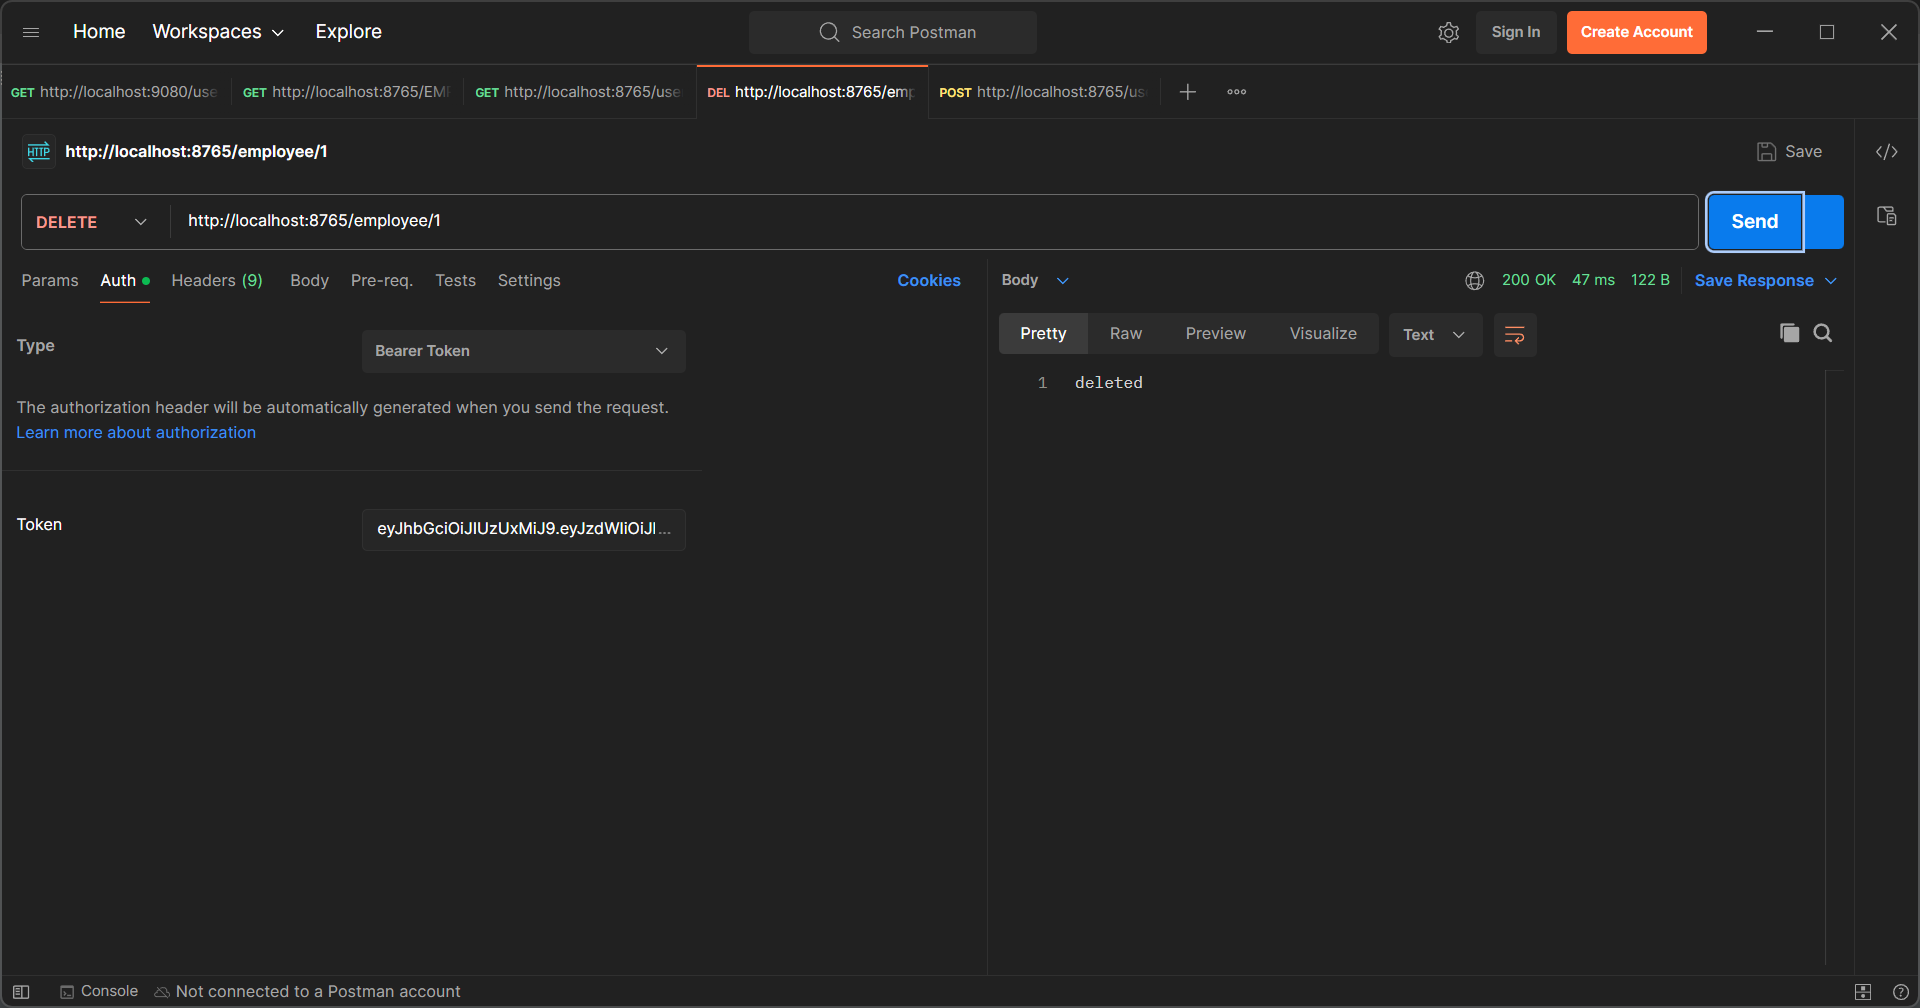 Home Workspaces Explore Search Postman Sign In Create Account
GET http://localhost:9080/use GET http://localhost:8765/EM GET http://localhost:8765/use DEL http://localhost:8765/emp POST http://localhost:8765/us
HTTP http://localhost:8765/employee/1 Save </>
DELETE http://localhost:8765/employee/1 Send
Params Auth Headers (9) Body Pre-req. Tests Settings Cookies
Body 200 OK 47 ms 122 B Save Response
Pretty Raw Preview Visualize Text
Type Bearer Token
1 deleted
The authorization header will be automatically generated when you send the request.
Learn more about authorization
Token eyJhbGciOiJIUzUxMiJ9.eyJzdWIiOiJ...
Console Not connected to a Postman account